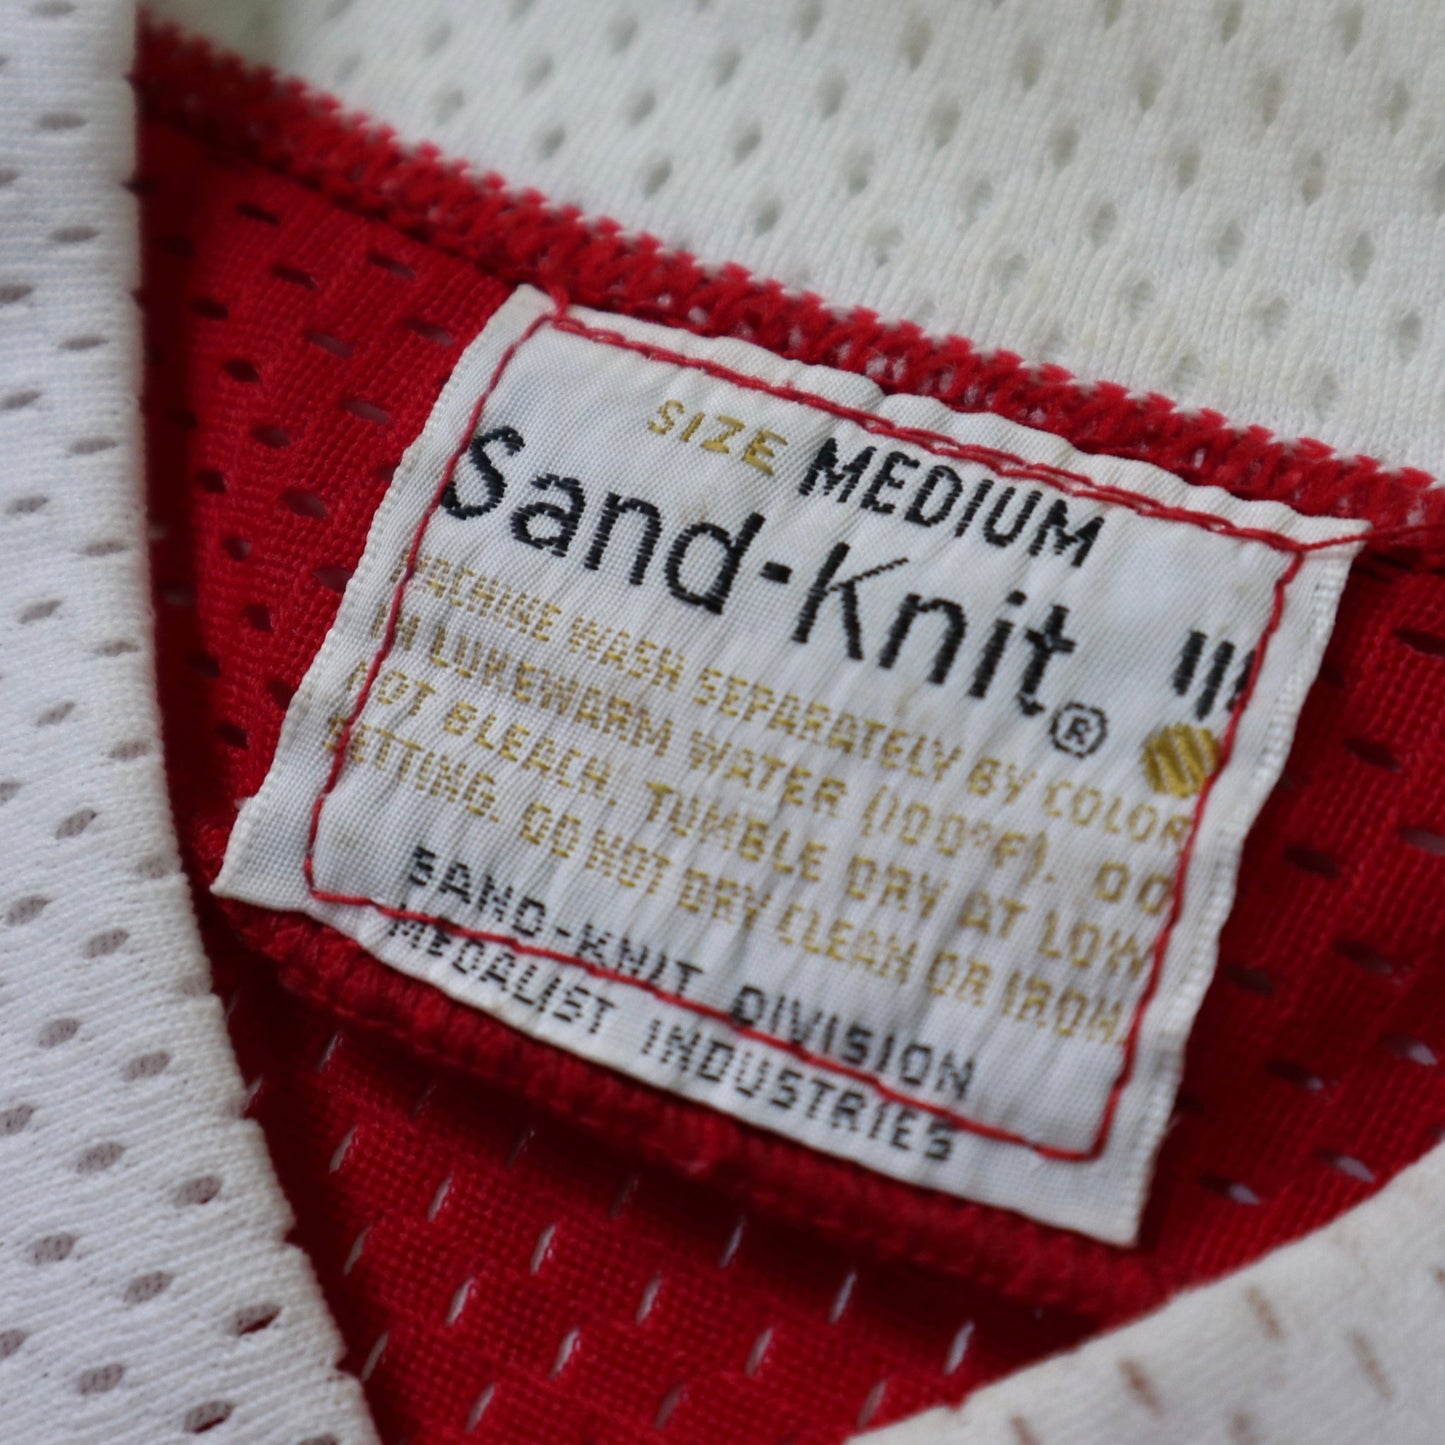 SIZE MEDIUM
Sand-Knit®
MACHINE WASH SEPARATELY BY COLOR
IN LUKEWARM WATER (100°F). DO
NOT BLEACH. TUMBLE DRY AT LOW
SETTING. DO NOT DRY CLEAN OR IRON.
SAND-KNIT DIVISION
MEDALIST INDUSTRIES